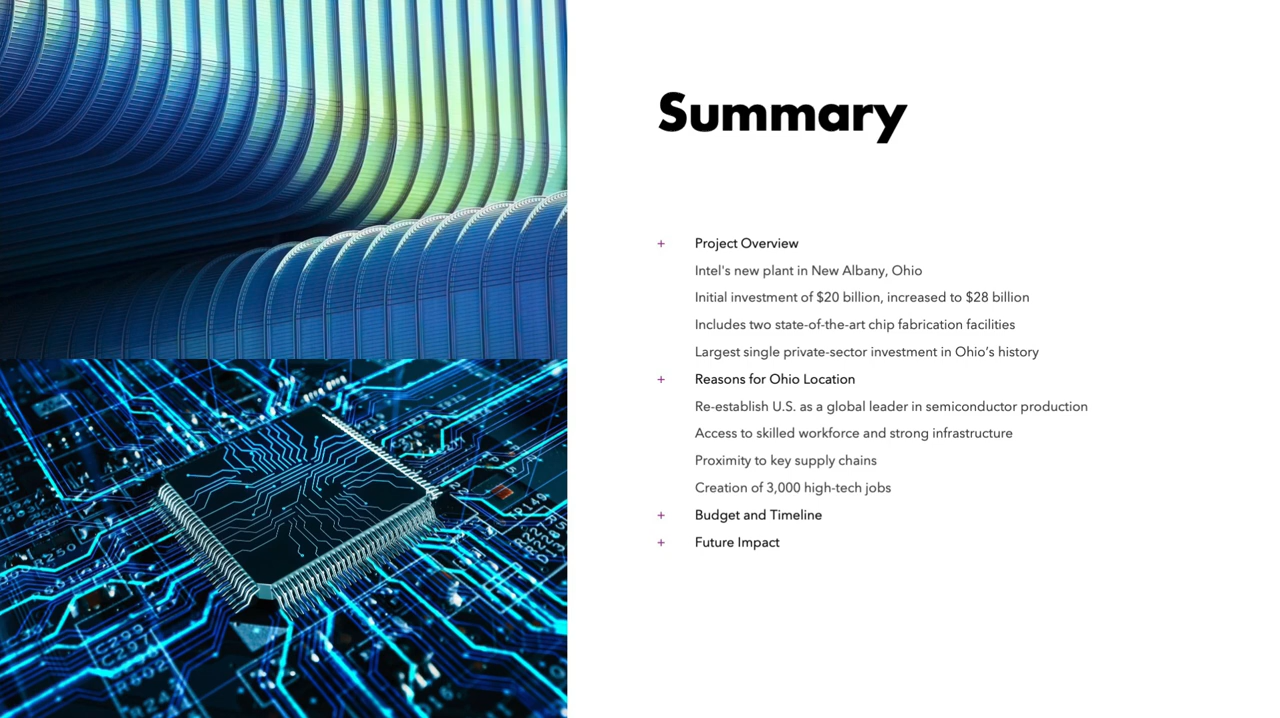 Summary
+ Project Overview
Intel's new plant in New Albany, Ohio
Initial investment of $20 billion, increased to $28 billion
Includes two state-of-the-art chip fabrication facilities
Largest single private-sector investment in Ohio’s history
+ Reasons for Ohio Location
Re-establish U.S. as a global leader in semiconductor production
Access to skilled workforce and strong infrastructure
Proximity to key supply chains
Creation of 3,000 high-tech jobs
+ Budget and Timeline
+ Future Impact
C299
C297
R602